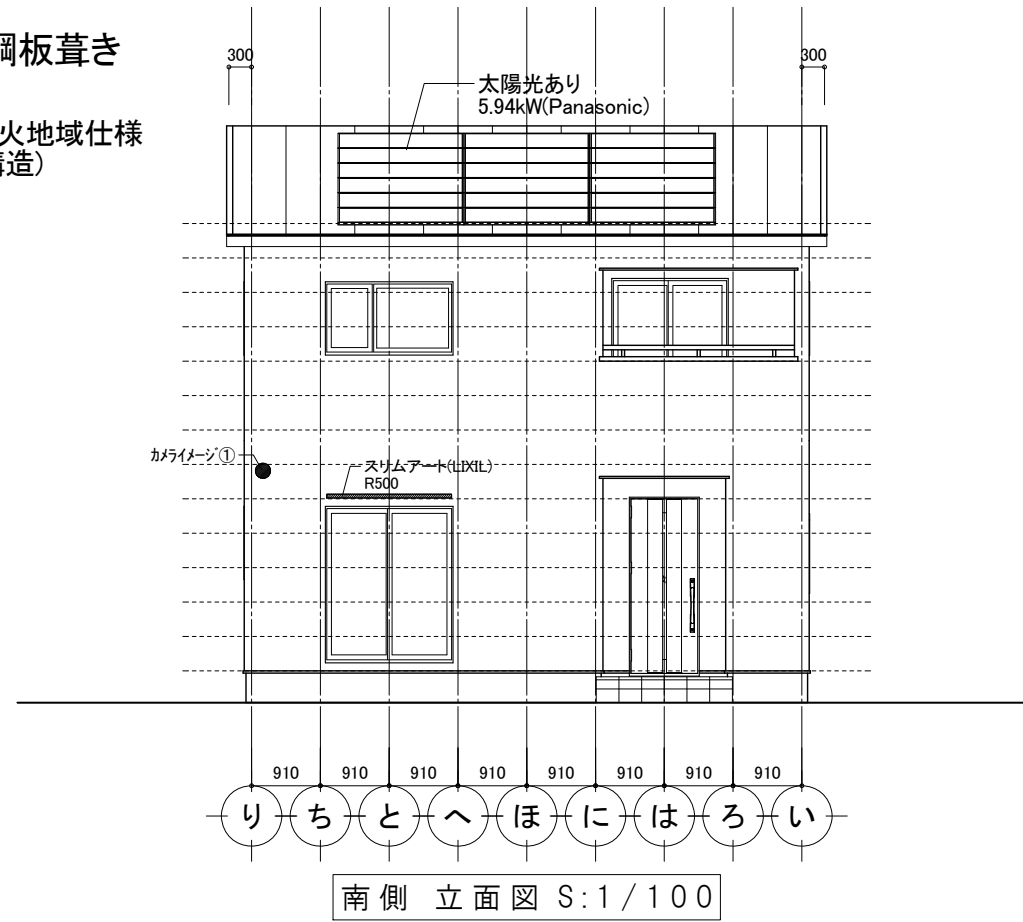 鋼板葺き
300
300
太陽光あり
5.94kW(Panasonic)
火地域仕様
構造)
ｶﾒﾗｲﾒｰｼﾞ①
スリムアート(LIXIL)
R500
910 910 910 910 910 910 910 910
り ち と へ ほ に は ろ い
南側 立面図 S:1/100